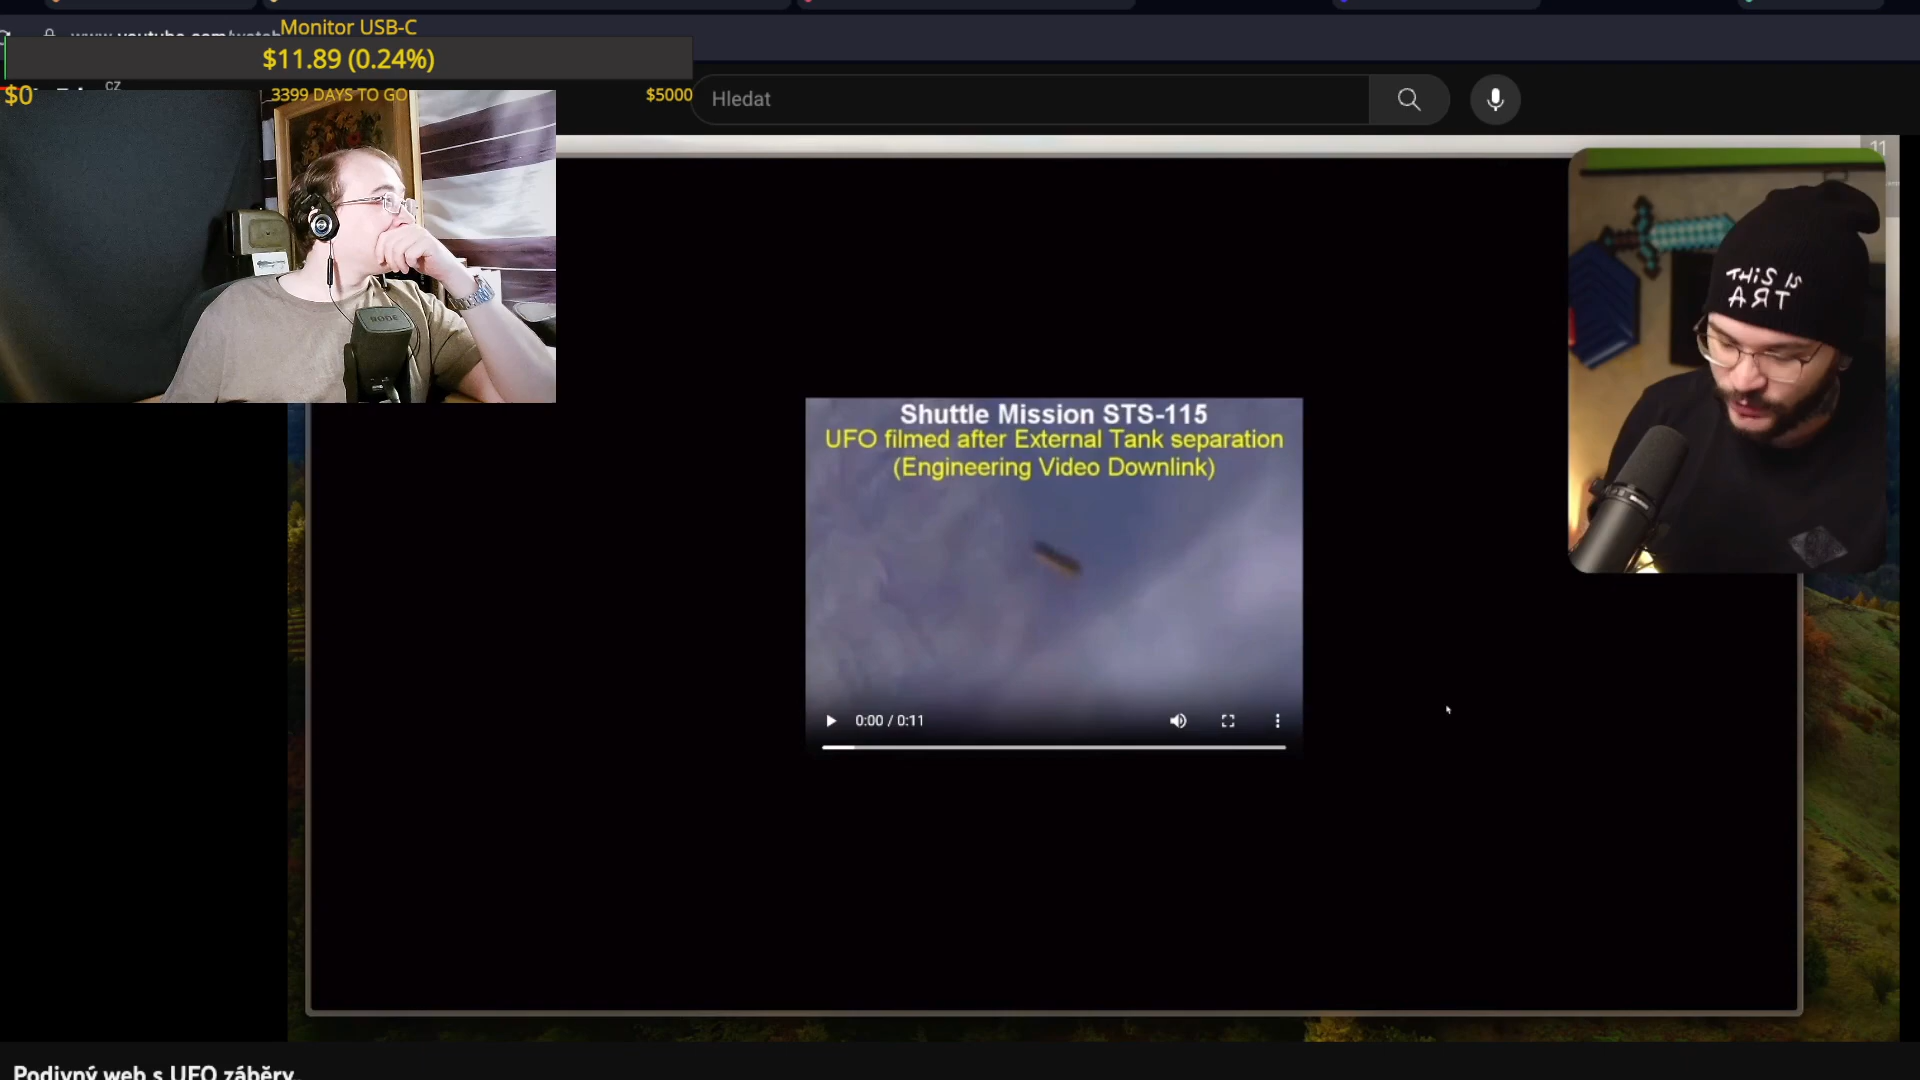 Monitor USB-C
$11.89 (0.24%)
CZ
$0
3399 DAYS TO GO
$5000
Hledat
11
THIS IS
ART
RODE
Shuttle Mission STS-115
UFO filmed after External Tank separation
(Engineering Video Downlink)
0:00 / 0:11
Podivný web s UFO záběry..